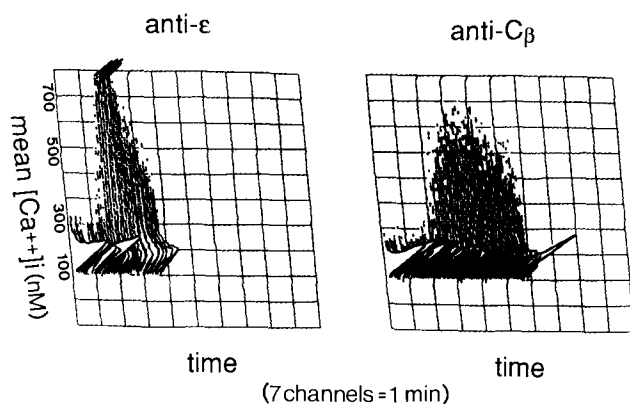 anti-ε
anti-Cβ
mean [Ca++]i (nM)
700
500
300
100
time
time
(7 channels = 1 min)